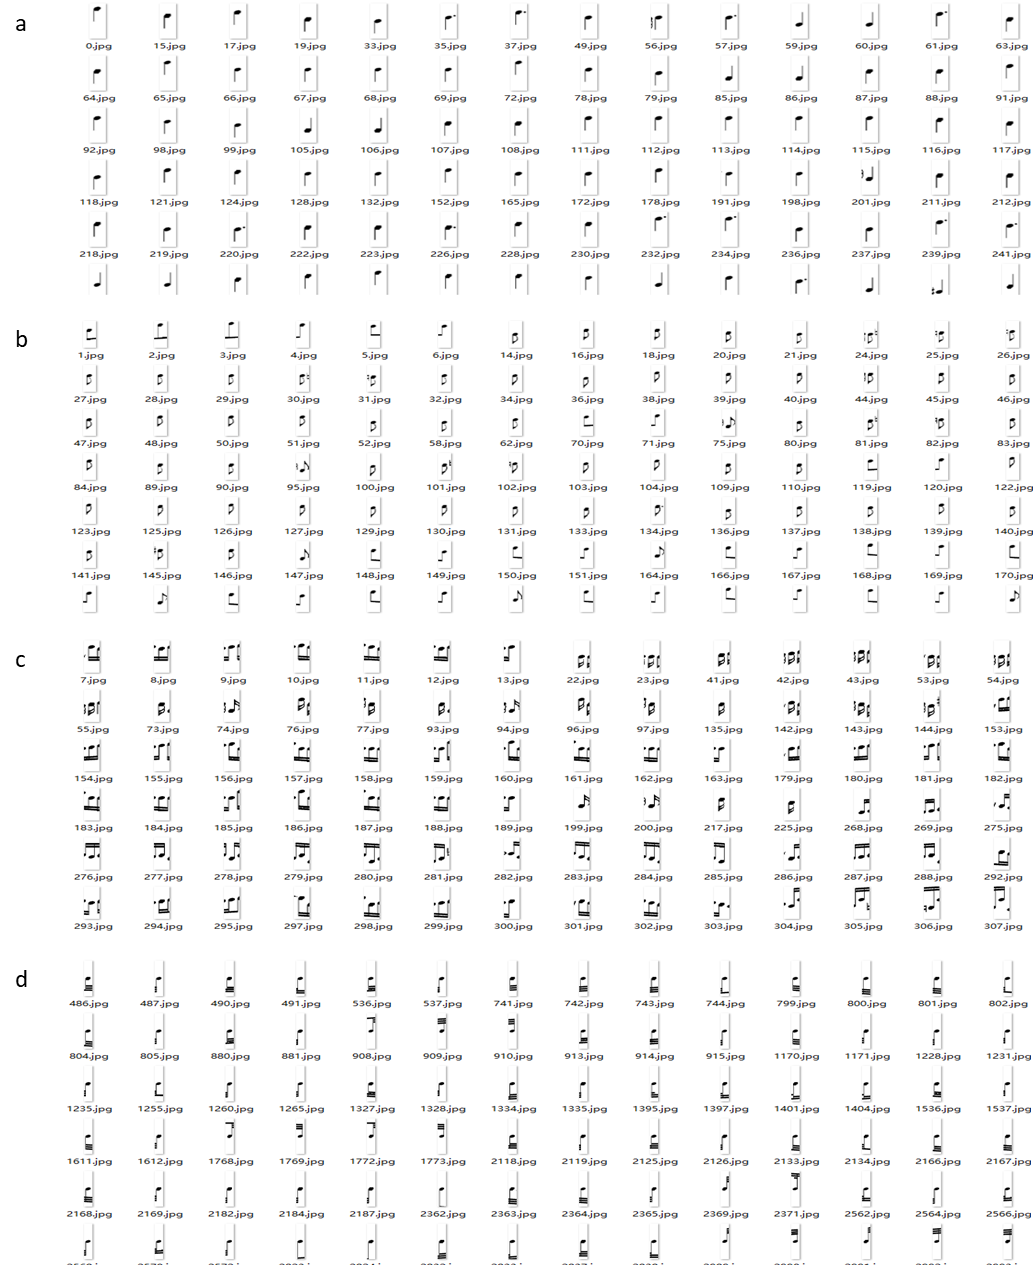 a
0.jpg 15.jpg 17.jpg 19.jpg 33.jpg 35.jpg 37.jpg 49.jpg 56.jpg 57.jpg 59.jpg 60.jpg 61.jpg 63.jpg
64.jpg 65.jpg 66.jpg 67.jpg 68.jpg 69.jpg 72.jpg 78.jpg 79.jpg 85.jpg 86.jpg 87.jpg 88.jpg 91.jpg
92.jpg 98.jpg 99.jpg 105.jpg 106.jpg 107.jpg 108.jpg 111.jpg 112.jpg 113.jpg 114.jpg 115.jpg 116.jpg 117.jpg
118.jpg 121.jpg 124.jpg 128.jpg 132.jpg 152.jpg 165.jpg 172.jpg 178.jpg 191.jpg 198.jpg 201.jpg 211.jpg 212.jpg
218.jpg 219.jpg 220.jpg 222.jpg 223.jpg 226.jpg 228.jpg 230.jpg 232.jpg 234.jpg 236.jpg 237.jpg 239.jpg 241.jpg
b
1.jpg 2.jpg 3.jpg 4.jpg 5.jpg 6.jpg 14.jpg 16.jpg 18.jpg 20.jpg 21.jpg 24.jpg 25.jpg 26.jpg
27.jpg 28.jpg 29.jpg 30.jpg 31.jpg 32.jpg 34.jpg 36.jpg 38.jpg 39.jpg 40.jpg 44.jpg 45.jpg 46.jpg
47.jpg 48.jpg 50.jpg 51.jpg 52.jpg 58.jpg 62.jpg 70.jpg 71.jpg 75.jpg 80.jpg 81.jpg 82.jpg 83.jpg
84.jpg 89.jpg 90.jpg 95.jpg 100.jpg 101.jpg 102.jpg 103.jpg 104.jpg 109.jpg 110.jpg 119.jpg 120.jpg 122.jpg
123.jpg 125.jpg 126.jpg 127.jpg 129.jpg 130.jpg 131.jpg 133.jpg 134.jpg 136.jpg 137.jpg 138.jpg 139.jpg 140.jpg
141.jpg 145.jpg 146.jpg 147.jpg 148.jpg 149.jpg 150.jpg 151.jpg 164.jpg 166.jpg 167.jpg 168.jpg 169.jpg 170.jpg
c
7.jpg 8.jpg 9.jpg 10.jpg 11.jpg 12.jpg 13.jpg 22.jpg 23.jpg 41.jpg 42.jpg 43.jpg 53.jpg 54.jpg
55.jpg 73.jpg 74.jpg 76.jpg 77.jpg 93.jpg 94.jpg 96.jpg 97.jpg 135.jpg 142.jpg 143.jpg 144.jpg 153.jpg
154.jpg 155.jpg 156.jpg 157.jpg 158.jpg 159.jpg 160.jpg 161.jpg 162.jpg 163.jpg 179.jpg 180.jpg 181.jpg 182.jpg
183.jpg 184.jpg 185.jpg 186.jpg 187.jpg 188.jpg 189.jpg 199.jpg 200.jpg 217.jpg 225.jpg 268.jpg 269.jpg 275.jpg
276.jpg 277.jpg 278.jpg 279.jpg 280.jpg 281.jpg 282.jpg 283.jpg 284.jpg 285.jpg 286.jpg 287.jpg 288.jpg 292.jpg
293.jpg 294.jpg 295.jpg 297.jpg 298.jpg 299.jpg 300.jpg 301.jpg 302.jpg 303.jpg 304.jpg 305.jpg 306.jpg 307.jpg
d
486.jpg 487.jpg 490.jpg 491.jpg 536.jpg 537.jpg 741.jpg 742.jpg 743.jpg 744.jpg 799.jpg 800.jpg 801.jpg 802.jpg
804.jpg 805.jpg 880.jpg 881.jpg 908.jpg 909.jpg 910.jpg 913.jpg 914.jpg 915.jpg 1170.jpg 1171.jpg 1228.jpg 1231.jpg
1235.jpg 1255.jpg 1260.jpg 1265.jpg 1327.jpg 1328.jpg 1334.jpg 1335.jpg 1395.jpg 1397.jpg 1401.jpg 1404.jpg 1536.jpg 1537.jpg
1611.jpg 1612.jpg 1768.jpg 1769.jpg 1772.jpg 1773.jpg 2118.jpg 2119.jpg 2125.jpg 2126.jpg 2133.jpg 2134.jpg 2166.jpg 2167.jpg
2168.jpg 2169.jpg 2182.jpg 2184.jpg 2187.jpg 2362.jpg 2363.jpg 2364.jpg 2365.jpg 2369.jpg 2371.jpg 2562.jpg 2564.jpg 2566.jpg